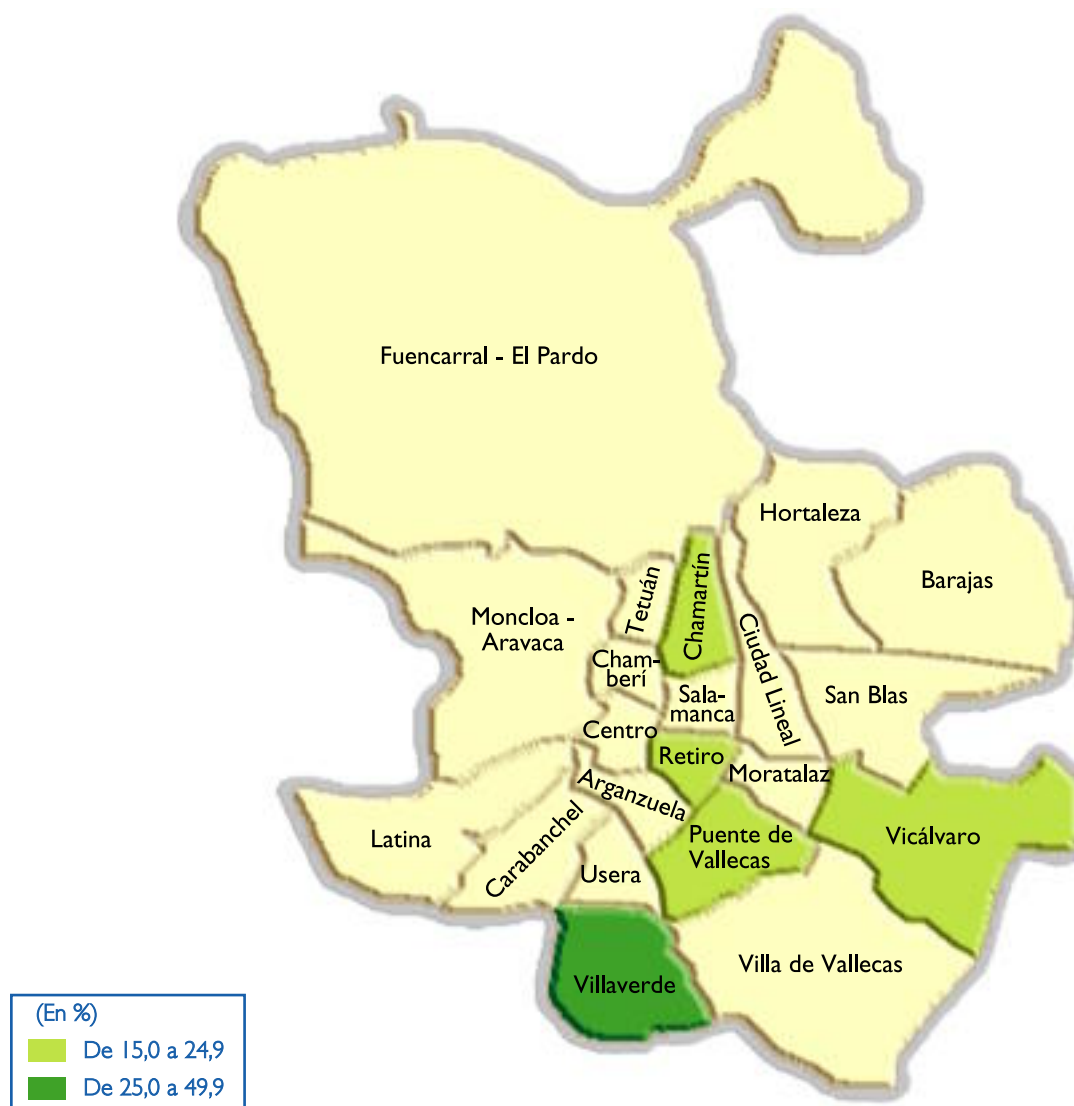 Fuencarral - El Pardo
Hortaleza
Barajas
Tetuán
Chamartín
Moncloa -
Aravaca
Ciudad Lineal
Cham-
berí
Sala-
manca
San Blas
Centro
Retiro
Moratalaz
Arganzuela
Latina
Carabanchel
Puente de
Vallecas
Vicálvaro
Usera
Villa de Vallecas
Villaverde
(En %)
De 15,0 a 24,9
De 25,0 a 49,9